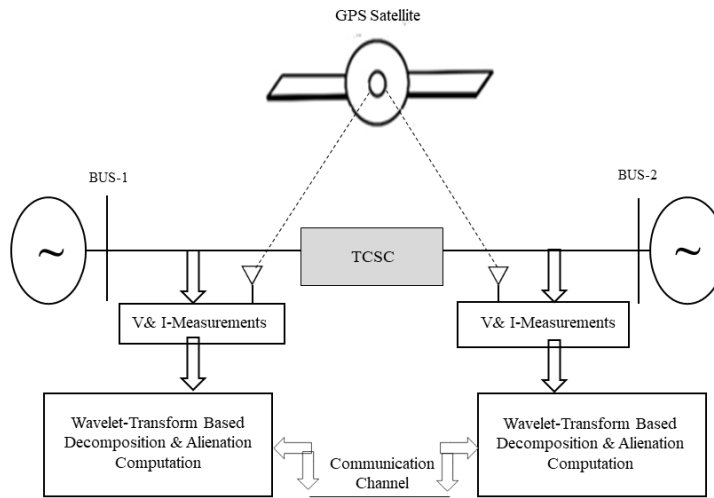 GPS Satellite
BUS-1
BUS-2
~
TCSC
~
V& I-Measurements
V& I-Measurements
Wavelet-Transform Based
Decomposition & Alienation
Computation
Wavelet-Transform Based
Decomposition & Alienation
Computation
Communication
Channel